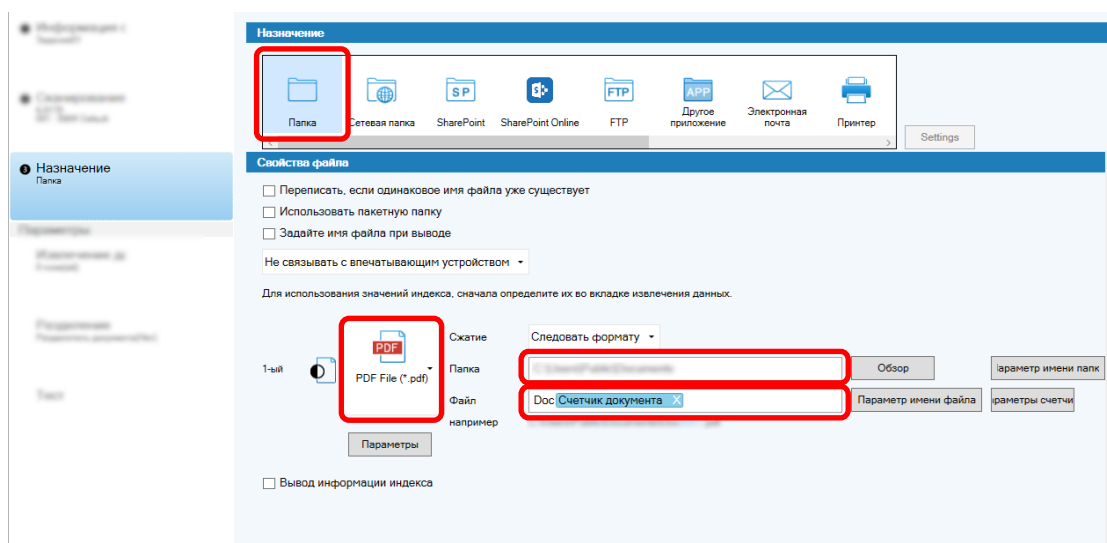 Назначение
Папка
Назначение
Папка
Сетевая папка
SP
SharePoint
SharePoint Online
FTP
FTP
APP
Другое
приложение
Электронная
почта
Принтер
Settings
Свойства файла
Переписать, если одинаковое имя файла уже существует
Использовать пакетную папку
Задайте имя файла при выводе
Не связывать с впечатывающим устройством
Для использования значений индекса, сначала определите их во вкладке извлечения данных.
1-ый
PDF
PDF File (*.pdf)
Параметры
Сжатие
Следовать формату
Папка
Обзор
араметр имени папк
Файл
Doc Счетчик документа X
Параметр имени файла
раметры счетчи
например
Вывод информации индекса